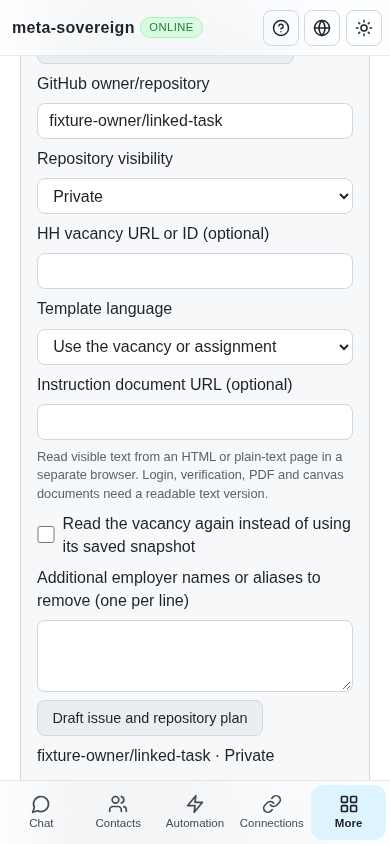 meta-sovereign ONLINE
GitHub owner/repository
fixture-owner/linked-task
Repository visibility
Private
HH vacancy URL or ID (optional)
Template language
Use the vacancy or assignment
Instruction document URL (optional)
Read visible text from an HTML or plain-text page in a
separate browser. Login, verification, PDF and canvas
documents need a readable text version.
Read the vacancy again instead of using
its saved snapshot
Additional employer names or aliases to
remove (one per line)
Draft issue and repository plan
fixture-owner/linked-task · Private
Chat Contacts Automation Connections More